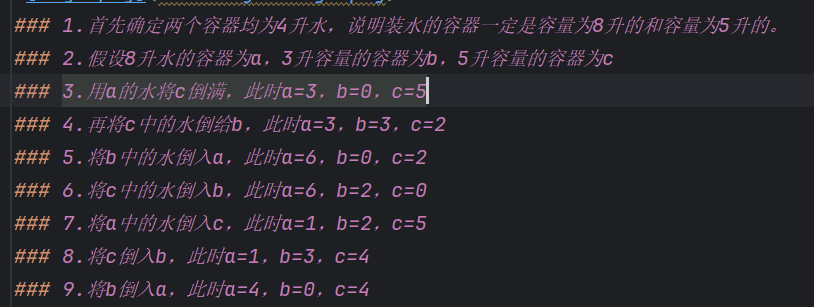 ### 1.首先确定两个容器均为4升水，说明装水的容器一定是容量为8升的和容量为5升的。
### 2.假设8升水的容器为a，3升容量的容器为b，5升容量的容器为c
### 3.用a的水将c倒满，此时a=3，b=0，c=5
### 4.再将c中的水倒给b，此时a=3，b=3，c=2
### 5.将b中的水倒入a，此时a=6，b=0，c=2
### 6.将c中的水倒入b，此时a=6，b=2，c=0
### 7.将a中的水倒入c，此时a=1，b=2，c=5
### 8.将c倒入b，此时a=1，b=3，c=4
### 9.将b倒入a，此时a=4，b=0，c=4